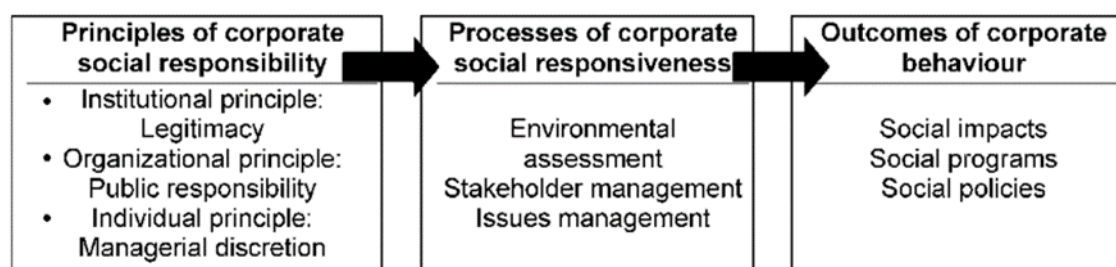 Principles of corporate
social responsibility
• Institutional principle:
Legitimacy
• Organizational principle:
Public responsibility
• Individual principle:
Managerial discretion
Processes of corporate
social responsiveness
Environmental
assessment
Stakeholder management
Issues management
Outcomes of corporate
behaviour
Social impacts
Social programs
Social policies